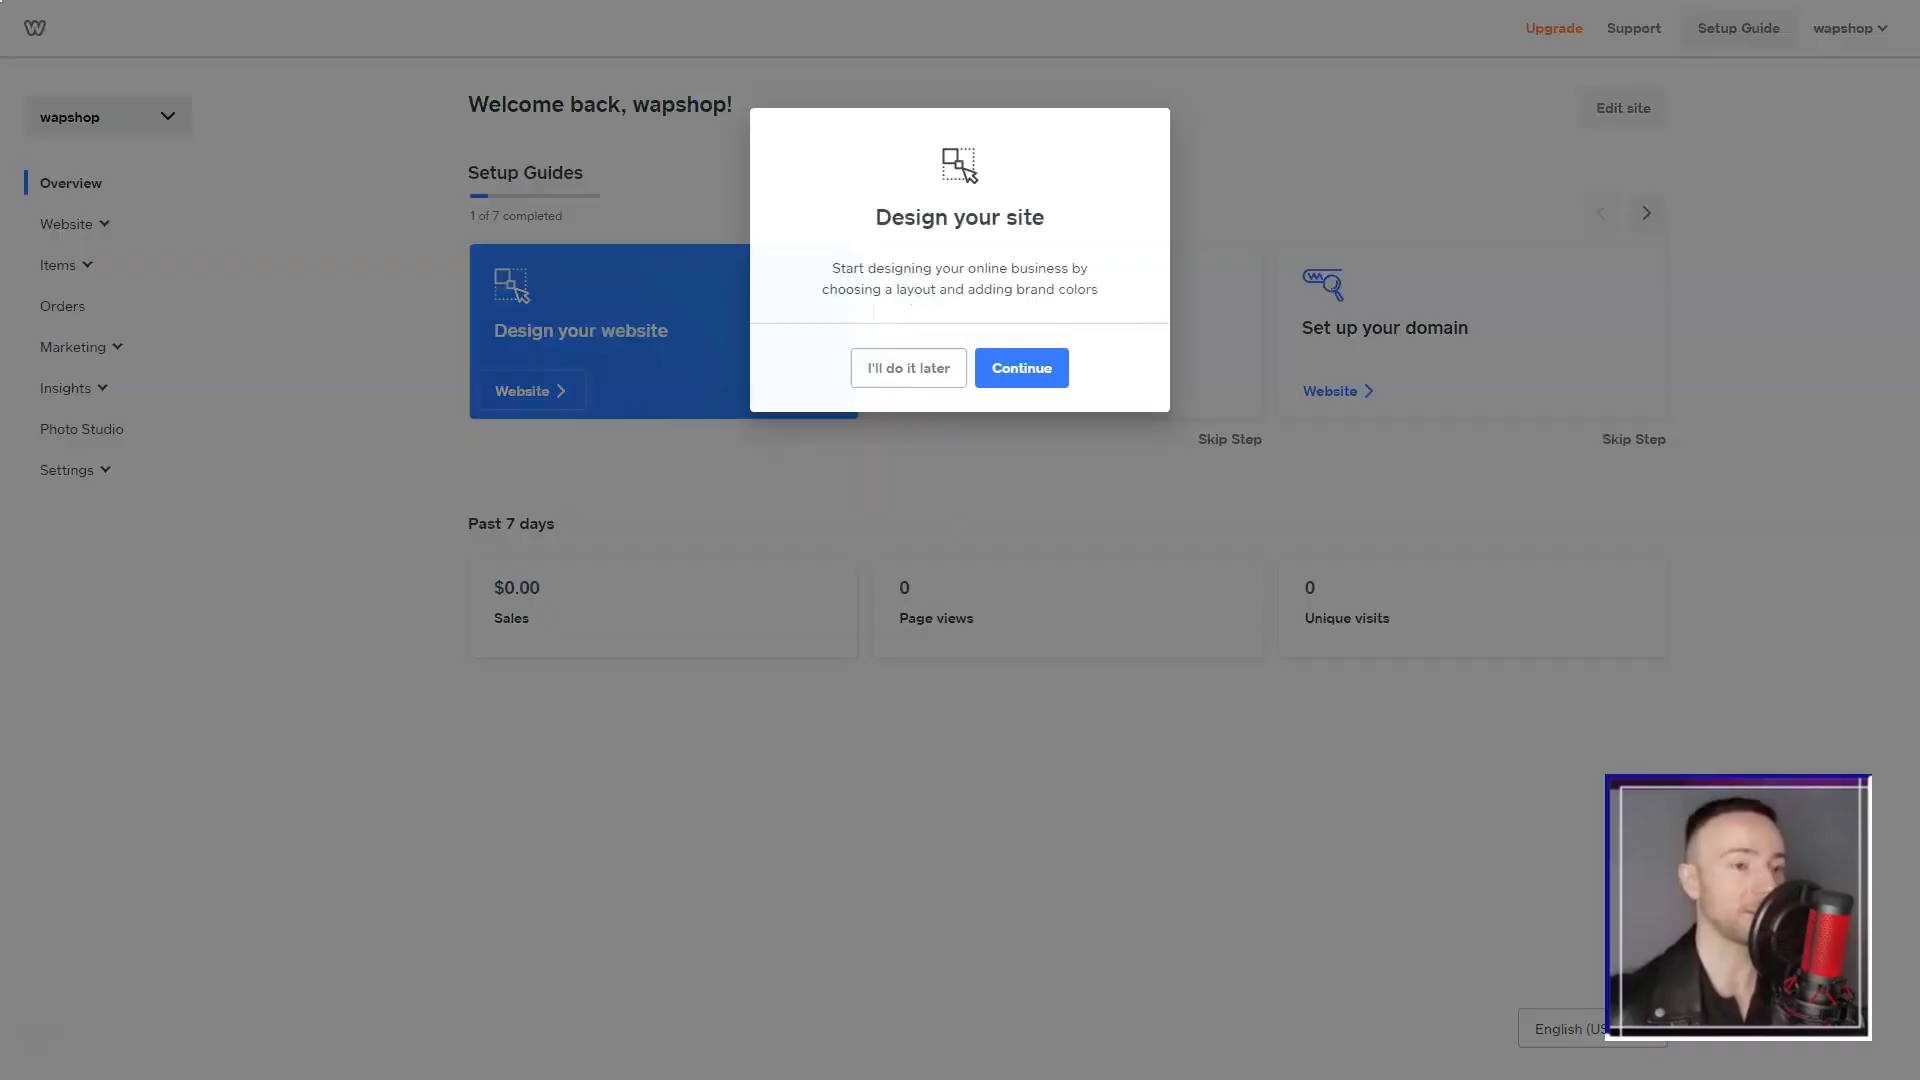 Upgrade
Support
Setup Guide
wapshop
wapshop
Welcome back, wapshop!
Edit site
Overview
Website
Items
Orders
Marketing
Insights
Photo Studio
Settings
Setup Guides
1 of 7 completed
Design your website
Website
Design your site
Start designing your online business by
choosing a layout and adding brand colors
I'll do it later
Continue
Set up your domain
Website
Skip Step
Skip Step
Past 7 days
$0.00
Sales
0
Page views
0
Unique visits
English (US